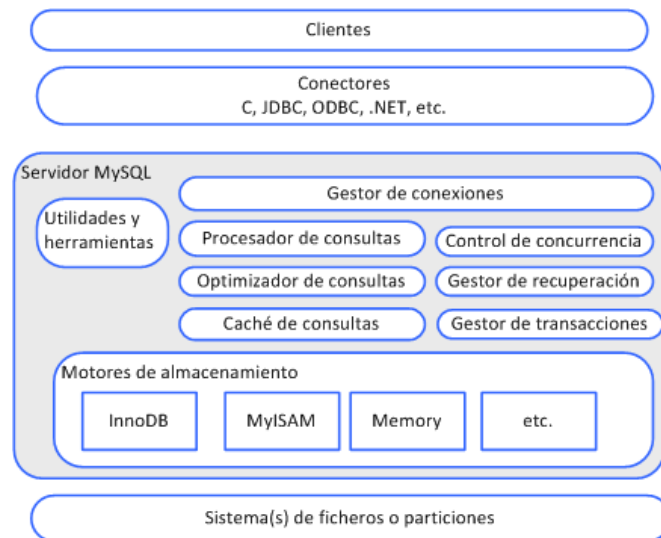 Clientes
Conectores
C, JDBC, ODBC, .NET, etc.
Servidor MySQL
Gestor de conexiones
Utilidades y
herramientas
Procesador de consultas
Control de concurrencia
Optimizador de consultas
Gestor de recuperación
Caché de consultas
Gestor de transacciones
Motores de almacenamiento
InnoDB
MyISAM
Memory
etc.
Sistema(s) de ficheros o particiones